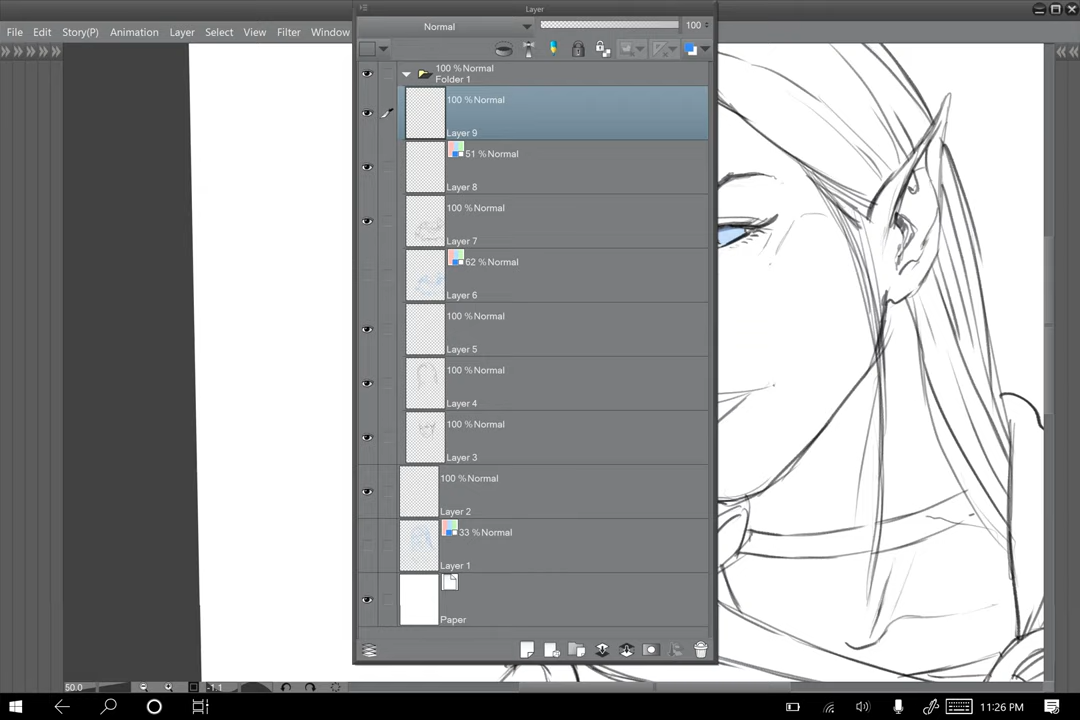 Layer
Normal 100
File Edit Story(P) Animation Layer Select View Filter Window
100 %Normal
Folder 1
100 %Normal
Layer 9
51 %Normal
Layer 8
100 %Normal
Layer 7
62 %Normal
Layer 6
100 %Normal
Layer 5
100 %Normal
Layer 4
100 %Normal
Layer 3
100 %Normal
Layer 2
33 %Normal
Layer 1
Paper
50.0 -1.1
11:26 PM